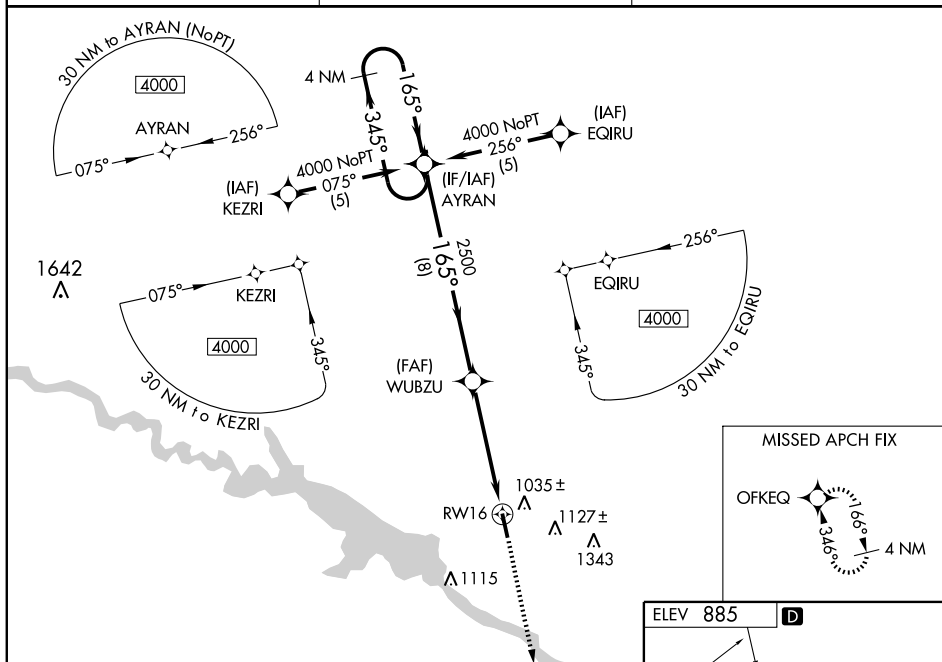 30 NM to AYRAN (NoPT)
4000
AYRAN
075°
256°
4 NM
165°
345°
(IAF)
EQIRU
4000 NoPT
256°
(5)
4000 NoPT
075°
(5)
(IAF)
KEZRI
(IF/IAF)
AYRAN
2500
165°
(8)
1642
075°
KEZRI
4000
345°
30 NM to KEZRI
256°
EQIRU
4000
345°
30 NM to EQIRU
(FAF)
WUBZU
MISSED APCH FIX
OFKEQ
166°
346°
4 NM
RW16
1035 ±
1127 ±
1343
1115
ELEV 885
D